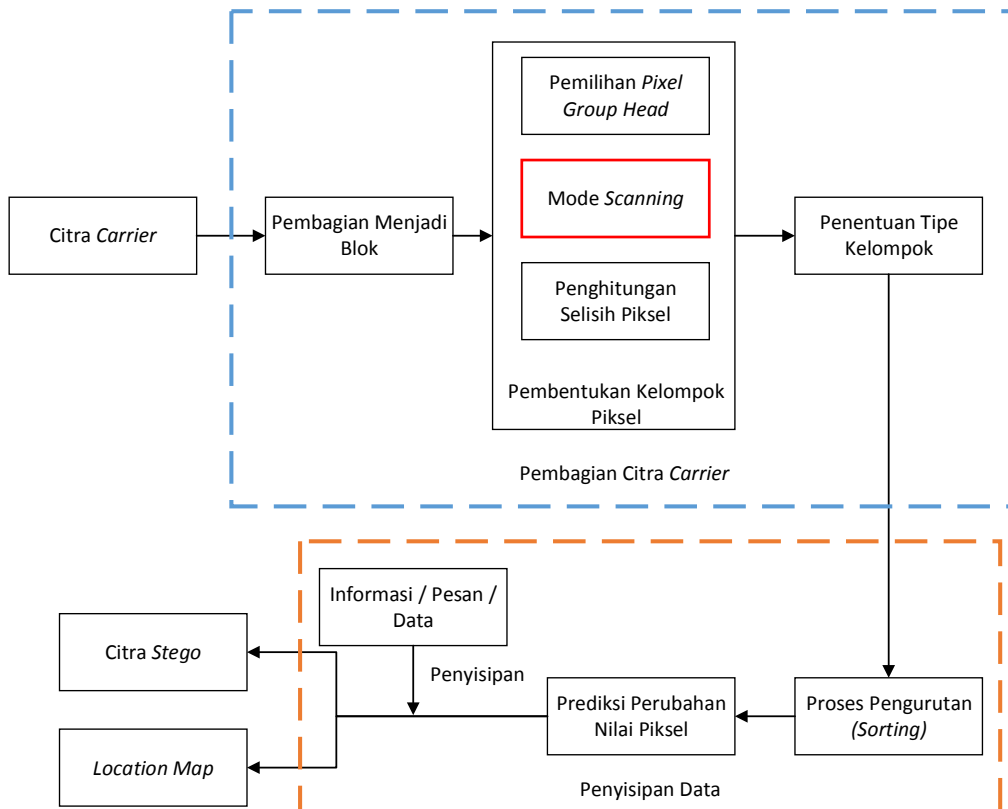 Pemilihan Pixel
Group Head
Citra Carrier
Pembagian Menjadi
Blok
Mode Scanning
Penentuan Tipe
Kelompok
Penghitungan
Selisih Piksel
Pembentukan Kelompok
Piksel
Pembagian Citra Carrier
Informasi / Pesan /
Data
Citra Stego
Penyisipan
Prediksi Perubahan
Nilai Piksel
Proses Pengurutan
(Sorting)
Location Map
Penyisipan Data